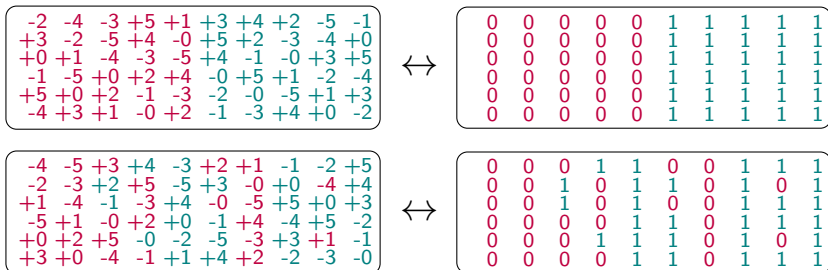 -2 -4 -3 +5 +1 +3 +4 +2 -5 -1
+3 -2 -5 +4 -0 +5 +2 -3 -4 +0
+0 +1 -4 -3 -5 +4 -1 -0 +3 +5
-1 -5 +0 +2 +4 -0 +5 +1 -2 -4
+5 +0 +2 -1 -3 -2 -0 -5 +1 +3
-4 +3 +1 -0 +2 -1 -3 +4 +0 -2
↔
0 0 0 0 0 1 1 1 1 1
0 0 0 0 0 1 1 1 1 1
0 0 0 0 0 1 1 1 1 1
0 0 0 0 0 1 1 1 1 1
0 0 0 0 0 1 1 1 1 1
0 0 0 0 0 1 1 1 1 1
-4 -5 +3 +4 -3 +2 +1 -1 -2 +5
-2 -3 +2 +5 -5 +3 -0 +0 -4 +4
+1 -4 -1 -3 +4 -0 -5 +5 +0 +3
-5 +1 -0 +2 +0 -1 +4 -4 +5 -2
+0 +2 +5 -0 -2 -5 -3 +3 +1 -1
+3 +0 -4 -1 +1 +4 +2 -2 -3 -0
↔
0 0 0 1 1 0 0 1 1 1
0 0 1 0 1 1 0 1 0 1
0 0 1 0 1 0 0 1 1 1
0 0 0 0 1 1 0 1 1 1
0 0 0 1 1 1 0 1 0 1
0 0 0 0 1 1 0 1 1 1